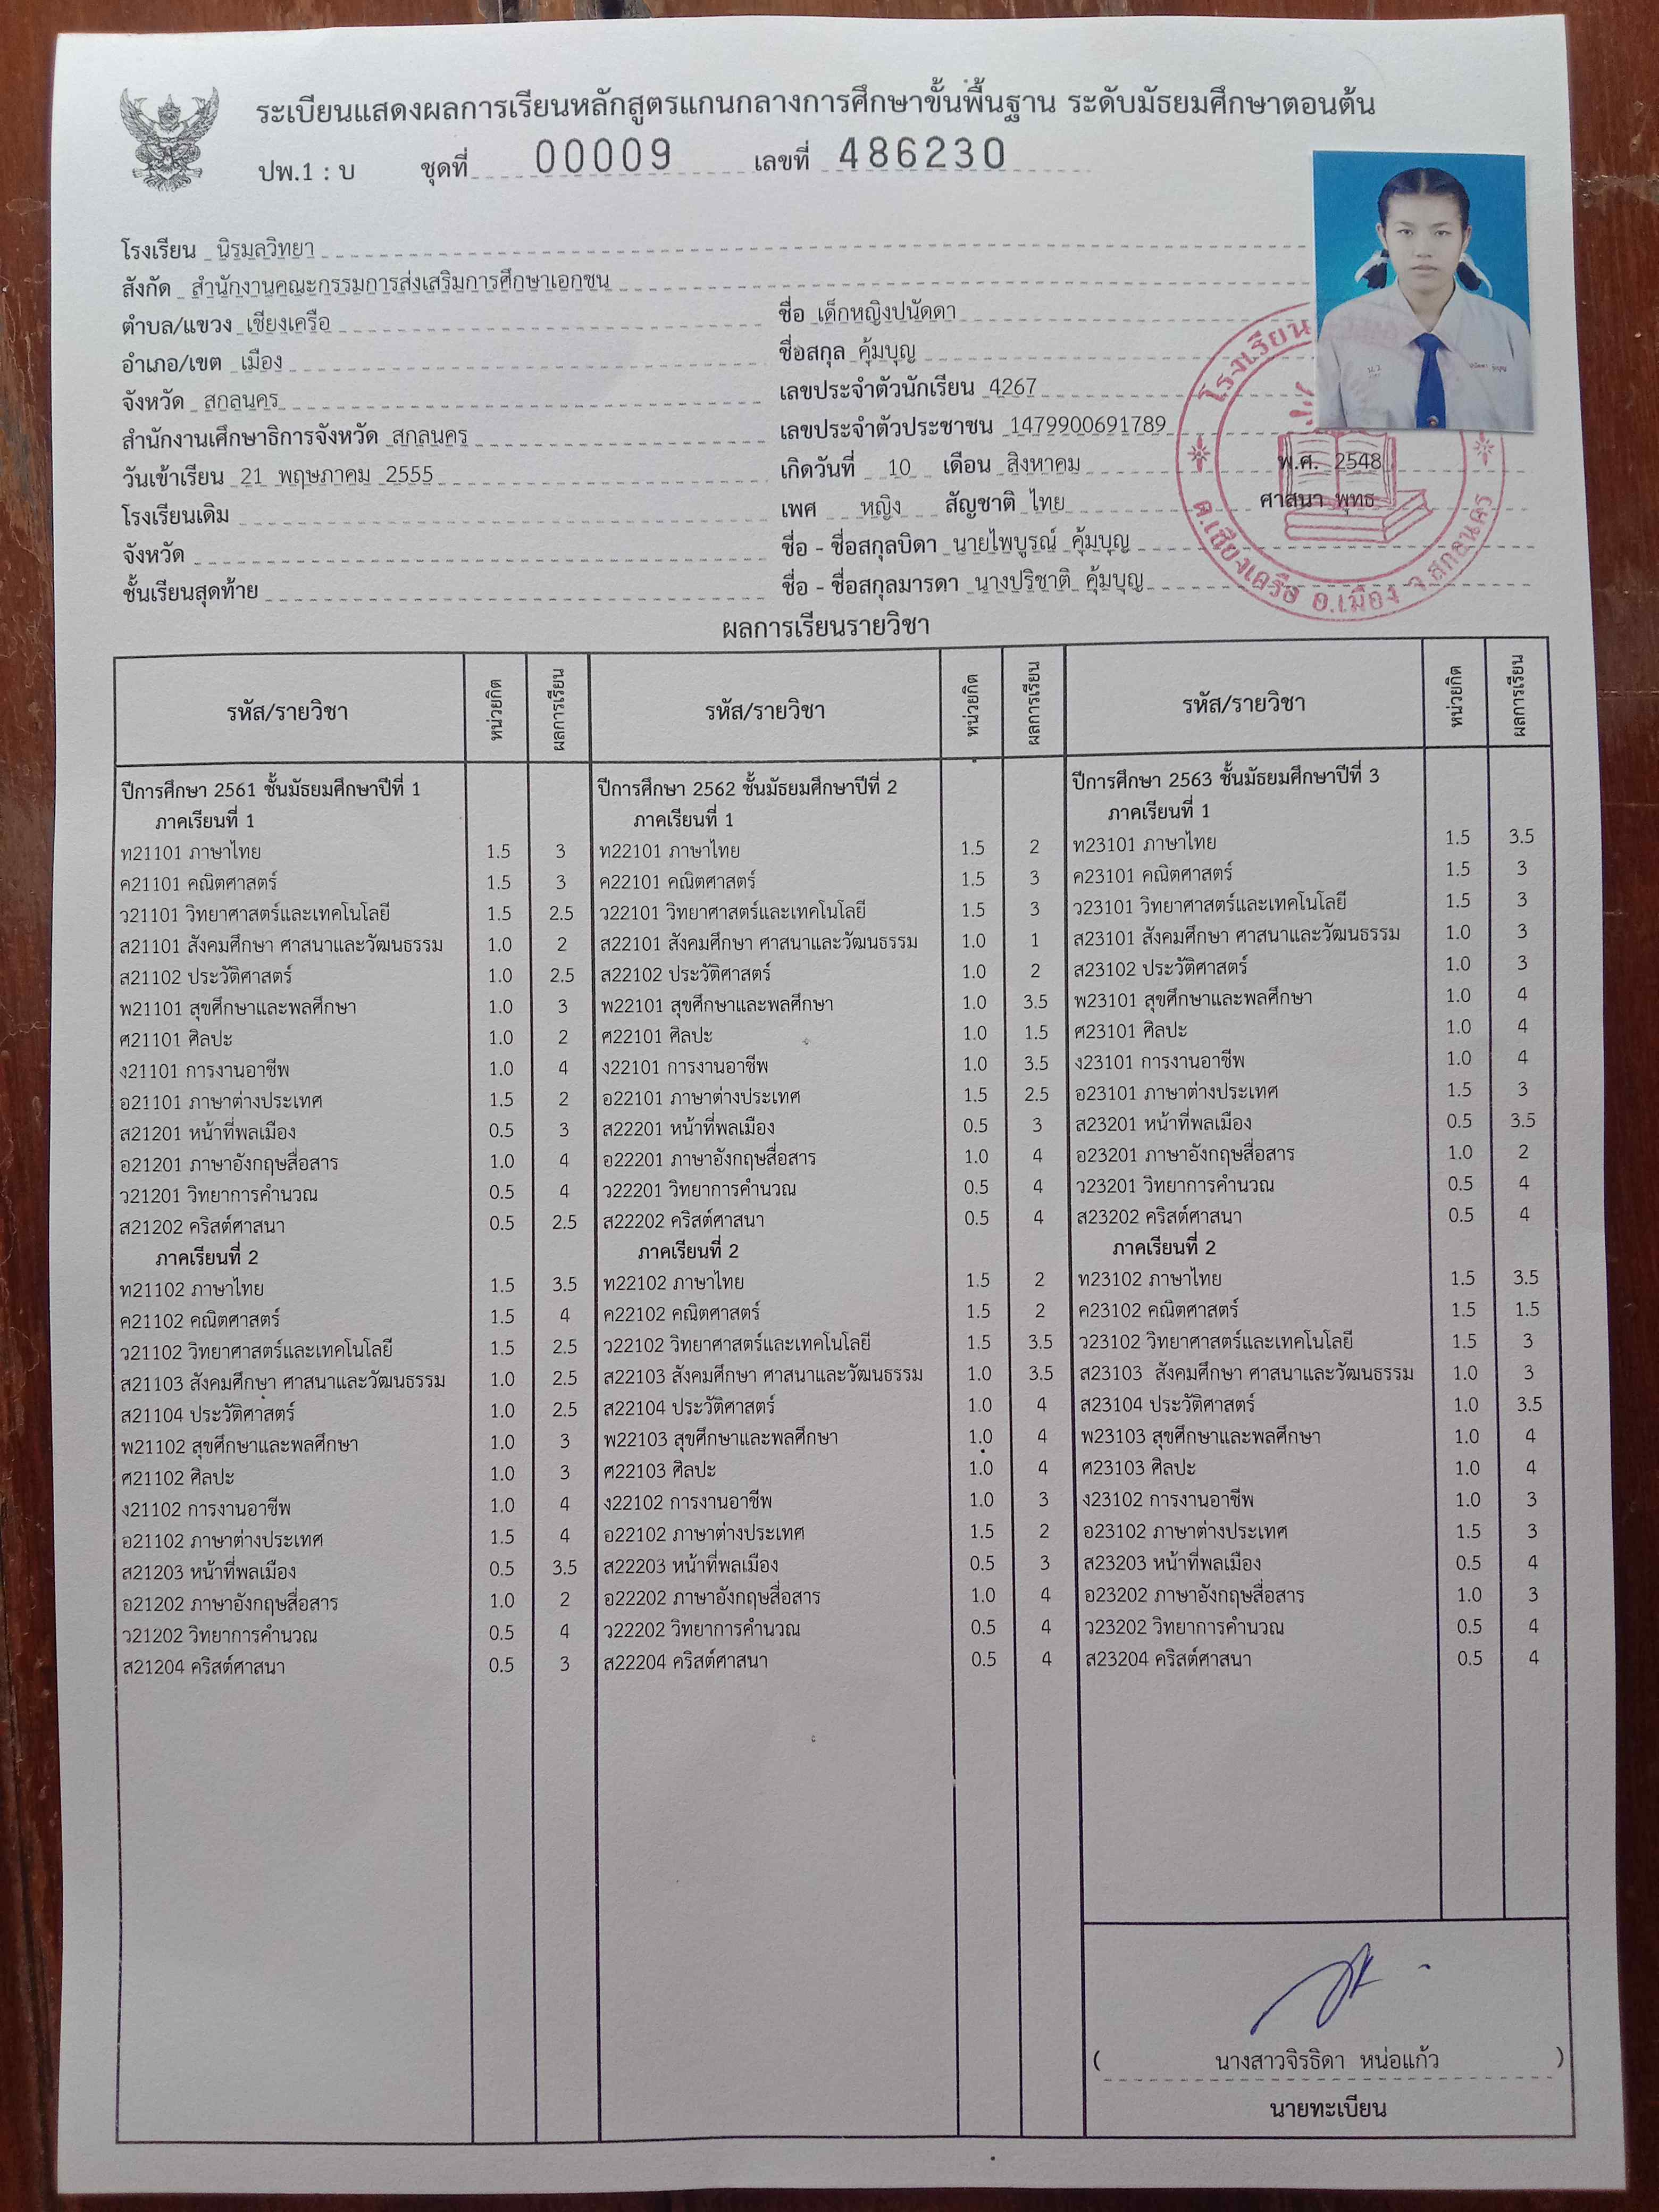 ระเบียนแสดงผลการเรียนหลักสูตรแกนกลางการศึกษาขั้นพื้นฐาน ระดับมัธยมศึกษาตอนต้น
ปพ.1 : บ ชุดที่ 00009 เลขที่ 486230
โรงเรียน นิรมลวิทยา
สังกัด สำนักงานคณะกรรมการส่งเสริมการศึกษาเอกชน
ตำบล/แขวง เชียงเครือ
อำเภอ/เขต เมือง
จังหวัด สกลนคร
สำนักงานศึกษาธิการจังหวัด สกลนคร
วันเข้าเรียน 21 พฤษภาคม 2555
โรงเรียนเดิม
จังหวัด
ชั้นเรียนสุดท้าย
ชื่อ เด็กหญิงปนัดดา
ชื่อสกุล คุ้มบุญ
เลขประจำตัวนักเรียน 4267
เลขประจำตัวประชาชน 1479900691789
เกิดวันที่ 10 เดือน สิงหาคม พ.ศ. 2548
เพศ หญิง สัญชาติ ไทย ศาสนา พุทธ
ชื่อ - ชื่อสกุลบิดา นายไพบูรณ์ คุ้มบุญ
ชื่อ - ชื่อสกุลมารดา นางปริชาติ คุ้มบุญ
โรงเรียน
ต.เชียงเครือ อ.เมือง จ.สกลนคร
ผลการเรียนรายวิชา
รหัส/รายวิชา หน่วยกิต ผลการเรียน
ปีการศึกษา 2561 ชั้นมัธยมศึกษาปีที่ 1
ภาคเรียนที่ 1
ท21101 ภาษาไทย 1.5 3
ค21101 คณิตศาสตร์ 1.5 3
ว21101 วิทยาศาสตร์และเทคโนโลยี 1.5 2.5
ส21101 สังคมศึกษา ศาสนาและวัฒนธรรม 1.0 2
ส21102 ประวัติศาสตร์ 1.0 2.5
พ21101 สุขศึกษาและพลศึกษา 1.0 3
ศ21101 ศิลปะ 1.0 2
ง21101 การงานอาชีพ 1.0 4
อ21101 ภาษาต่างประเทศ 1.5 2
ส21201 หน้าที่พลเมือง 0.5 3
อ21201 ภาษาอังกฤษสื่อสาร 1.0 4
ว21201 วิทยาการคำนวณ 0.5 4
ส21202 คริสต์ศาสนา 0.5 2.5
ภาคเรียนที่ 2
ท21102 ภาษาไทย 1.5 3.5
ค21102 คณิตศาสตร์ 1.5 4
ว21102 วิทยาศาสตร์และเทคโนโลยี 1.5 2.5
ส21103 สังคมศึกษา ศาสนาและวัฒนธรรม 1.0 2.5
ส21104 ประวัติศาสตร์ 1.0 2.5
พ21102 สุขศึกษาและพลศึกษา 1.0 3
ศ21102 ศิลปะ 1.0 3
ง21102 การงานอาชีพ 1.0 4
อ21102 ภาษาต่างประเทศ 1.5 4
ส21203 หน้าที่พลเมือง 0.5 3.5
อ21202 ภาษาอังกฤษสื่อสาร 1.0 2
ว21202 วิทยาการคำนวณ 0.5 4
ส21204 คริสต์ศาสนา 0.5 3
รหัส/รายวิชา หน่วยกิต ผลการเรียน
ปีการศึกษา 2562 ชั้นมัธยมศึกษาปีที่ 2
ภาคเรียนที่ 1
ท22101 ภาษาไทย 1.5 2
ค22101 คณิตศาสตร์ 1.5 3
ว22101 วิทยาศาสตร์และเทคโนโลยี 1.5 3
ส22101 สังคมศึกษา ศาสนาและวัฒนธรรม 1.0 1
ส22102 ประวัติศาสตร์ 1.0 2
พ22101 สุขศึกษาและพลศึกษา 1.0 3.5
ศ22101 ศิลปะ 1.0 1.5
ง22101 การงานอาชีพ 1.0 3.5
อ22101 ภาษาต่างประเทศ 1.5 2.5
ส22201 หน้าที่พลเมือง 0.5 3
อ22201 ภาษาอังกฤษสื่อสาร 1.0 4
ว22201 วิทยาการคำนวณ 0.5 4
ส22202 คริสต์ศาสนา 0.5 4
ภาคเรียนที่ 2
ท22102 ภาษาไทย 1.5 2
ค22102 คณิตศาสตร์ 1.5 2
ว22102 วิทยาศาสตร์และเทคโนโลยี 1.5 3.5
ส22103 สังคมศึกษา ศาสนาและวัฒนธรรม 1.0 3.5
ส22104 ประวัติศาสตร์ 1.0 4
พ22103 สุขศึกษาและพลศึกษา 1.0 4
ศ22103 ศิลปะ 1.0 4
ง22102 การงานอาชีพ 1.0 3
อ22102 ภาษาต่างประเทศ 1.5 2
ส22203 หน้าที่พลเมือง 0.5 3
อ22202 ภาษาอังกฤษสื่อสาร 1.0 4
ว22202 วิทยาการคำนวณ 0.5 4
ส22204 คริสต์ศาสนา 0.5 4
รหัส/รายวิชา หน่วยกิต ผลการเรียน
ปีการศึกษา 2563 ชั้นมัธยมศึกษาปีที่ 3
ภาคเรียนที่ 1
ท23101 ภาษาไทย 1.5 3.5
ค23101 คณิตศาสตร์ 1.5 3
ว23101 วิทยาศาสตร์และเทคโนโลยี 1.5 3
ส23101 สังคมศึกษา ศาสนาและวัฒนธรรม 1.0 3
ส23102 ประวัติศาสตร์ 1.0 3
พ23101 สุขศึกษาและพลศึกษา 1.0 4
ศ23101 ศิลปะ 1.0 4
ง23101 การงานอาชีพ 1.0 4
อ23101 ภาษาต่างประเทศ 1.5 3
ส23201 หน้าที่พลเมือง 0.5 3.5
อ23201 ภาษาอังกฤษสื่อสาร 1.0 2
ว23201 วิทยาการคำนวณ 0.5 4
ส23202 คริสต์ศาสนา 0.5 4
ภาคเรียนที่ 2
ท23102 ภาษาไทย 1.5 3.5
ค23102 คณิตศาสตร์ 1.5 1.5
ว23102 วิทยาศาสตร์และเทคโนโลยี 1.5 3
ส23103 สังคมศึกษา ศาสนาและวัฒนธรรม 1.0 3
ส23104 ประวัติศาสตร์ 1.0 3.5
พ23103 สุขศึกษาและพลศึกษา 1.0 4
ศ23103 ศิลปะ 1.0 4
ง23102 การงานอาชีพ 1.0 3
อ23102 ภาษาต่างประเทศ 1.5 3
ส23203 หน้าที่พลเมือง 0.5 4
อ23202 ภาษาอังกฤษสื่อสาร 1.0 3
ว23202 วิทยาการคำนวณ 0.5 4
ส23204 คริสต์ศาสนา 0.5 4
( นางสาวจิรธิดา หน่อแก้ว )
นายทะเบียน